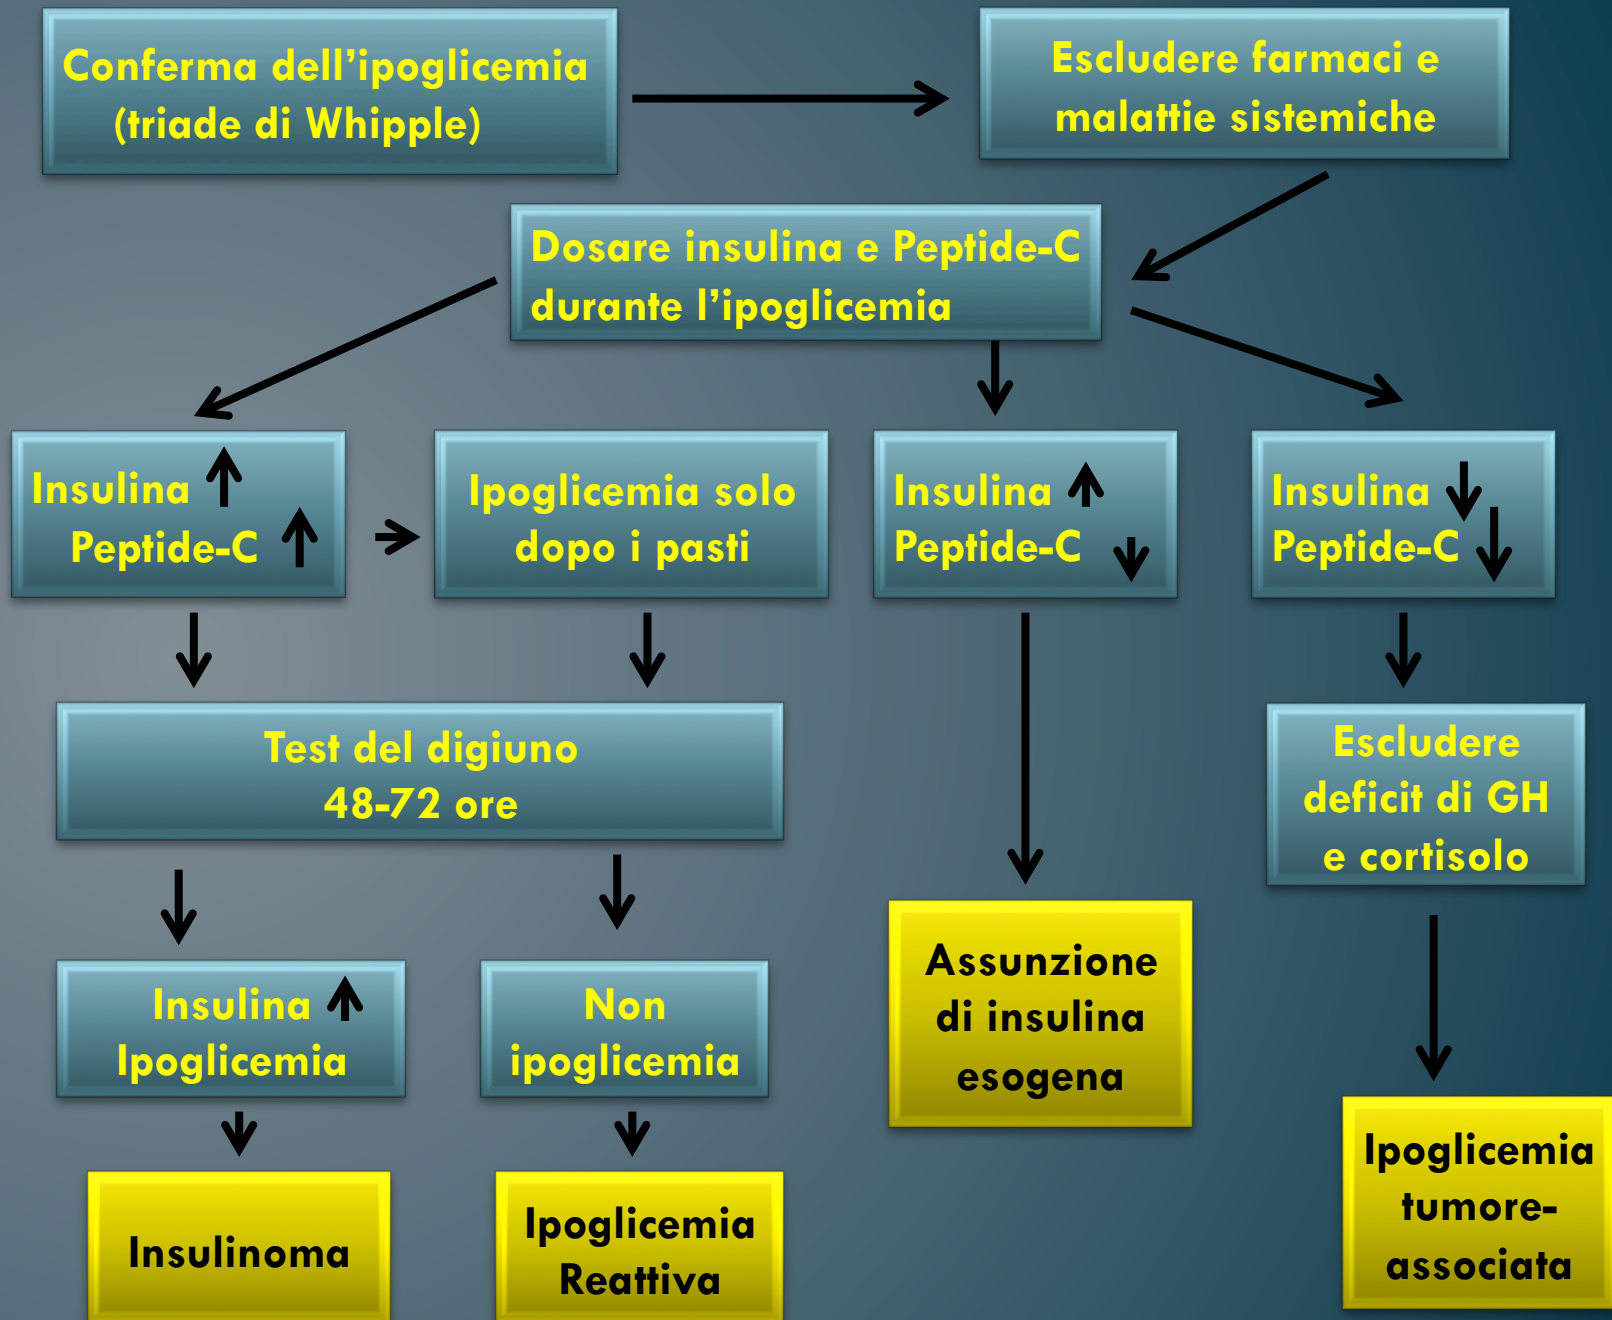 Conferma dell’ipoglicemia
(triade di Whipple)
Escludere farmaci e
malattie sistemiche
Dosare insulina e Peptide-C
durante l’ipoglicemia
Insulina
Peptide-C
Ipoglicemia solo
dopo i pasti
Insulina
Peptide-C
Insulina
Peptide-C
Test del digiuno
48-72 ore
Escludere
deficit di GH
e cortisolo
Insulina
Ipoglicemia
Non
ipoglicemia
Assunzione
di insulina
esogena
Insulinoma
Ipoglicemia
Reattiva
Ipoglicemia
tumore-
associata